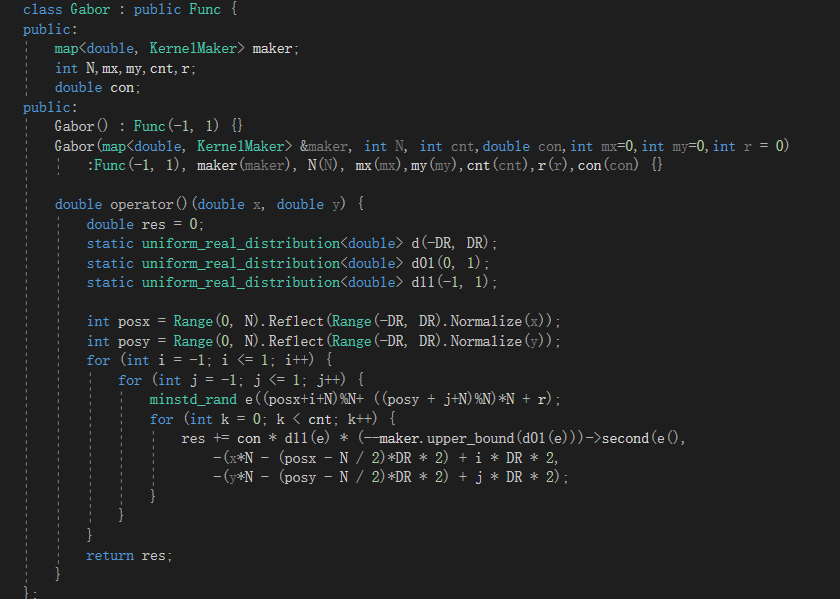 class Gabor : public Func {
public:
    map<double, KernelMaker> maker;
    int N,mx,my,cnt,r;
    double con;
public:
    Gabor() : Func(-1, 1) {}
    Gabor(map<double, KernelMaker> &maker, int N, int cnt,double con,int mx=0,int my=0,int r = 0)
        :Func(-1, 1), maker(maker), N(N), mx(mx),my(my),cnt(cnt),r(r),con(con) {}
    double operator()(double x, double y) {
        double res = 0;
        static uniform_real_distribution<double> d(-DR, DR);
        static uniform_real_distribution<double> d01(0, 1);
        static uniform_real_distribution<double> d11(-1, 1);
        int posx = Range(0, N).Reflect(Range(-DR, DR).Normalize(x));
        int posy = Range(0, N).Reflect(Range(-DR, DR).Normalize(y));
        for (int i = -1; i <= 1; i++) {
            for (int j = -1; j <= 1; j++) {
                minstd_rand e((posx+i+N)%N+ ((posy + j+N)%N)*N + r);
                for (int k = 0; k < cnt; k++) {
                    res += con * d11(e) * (--maker.upper_bound(d01(e)))->second(e(),
                        -(x*N - (posx - N / 2)*DR * 2) + i * DR * 2,
                        -(y*N - (posy - N / 2)*DR * 2) + j * DR * 2);
                }
            }
        }
        return res;
    }
};